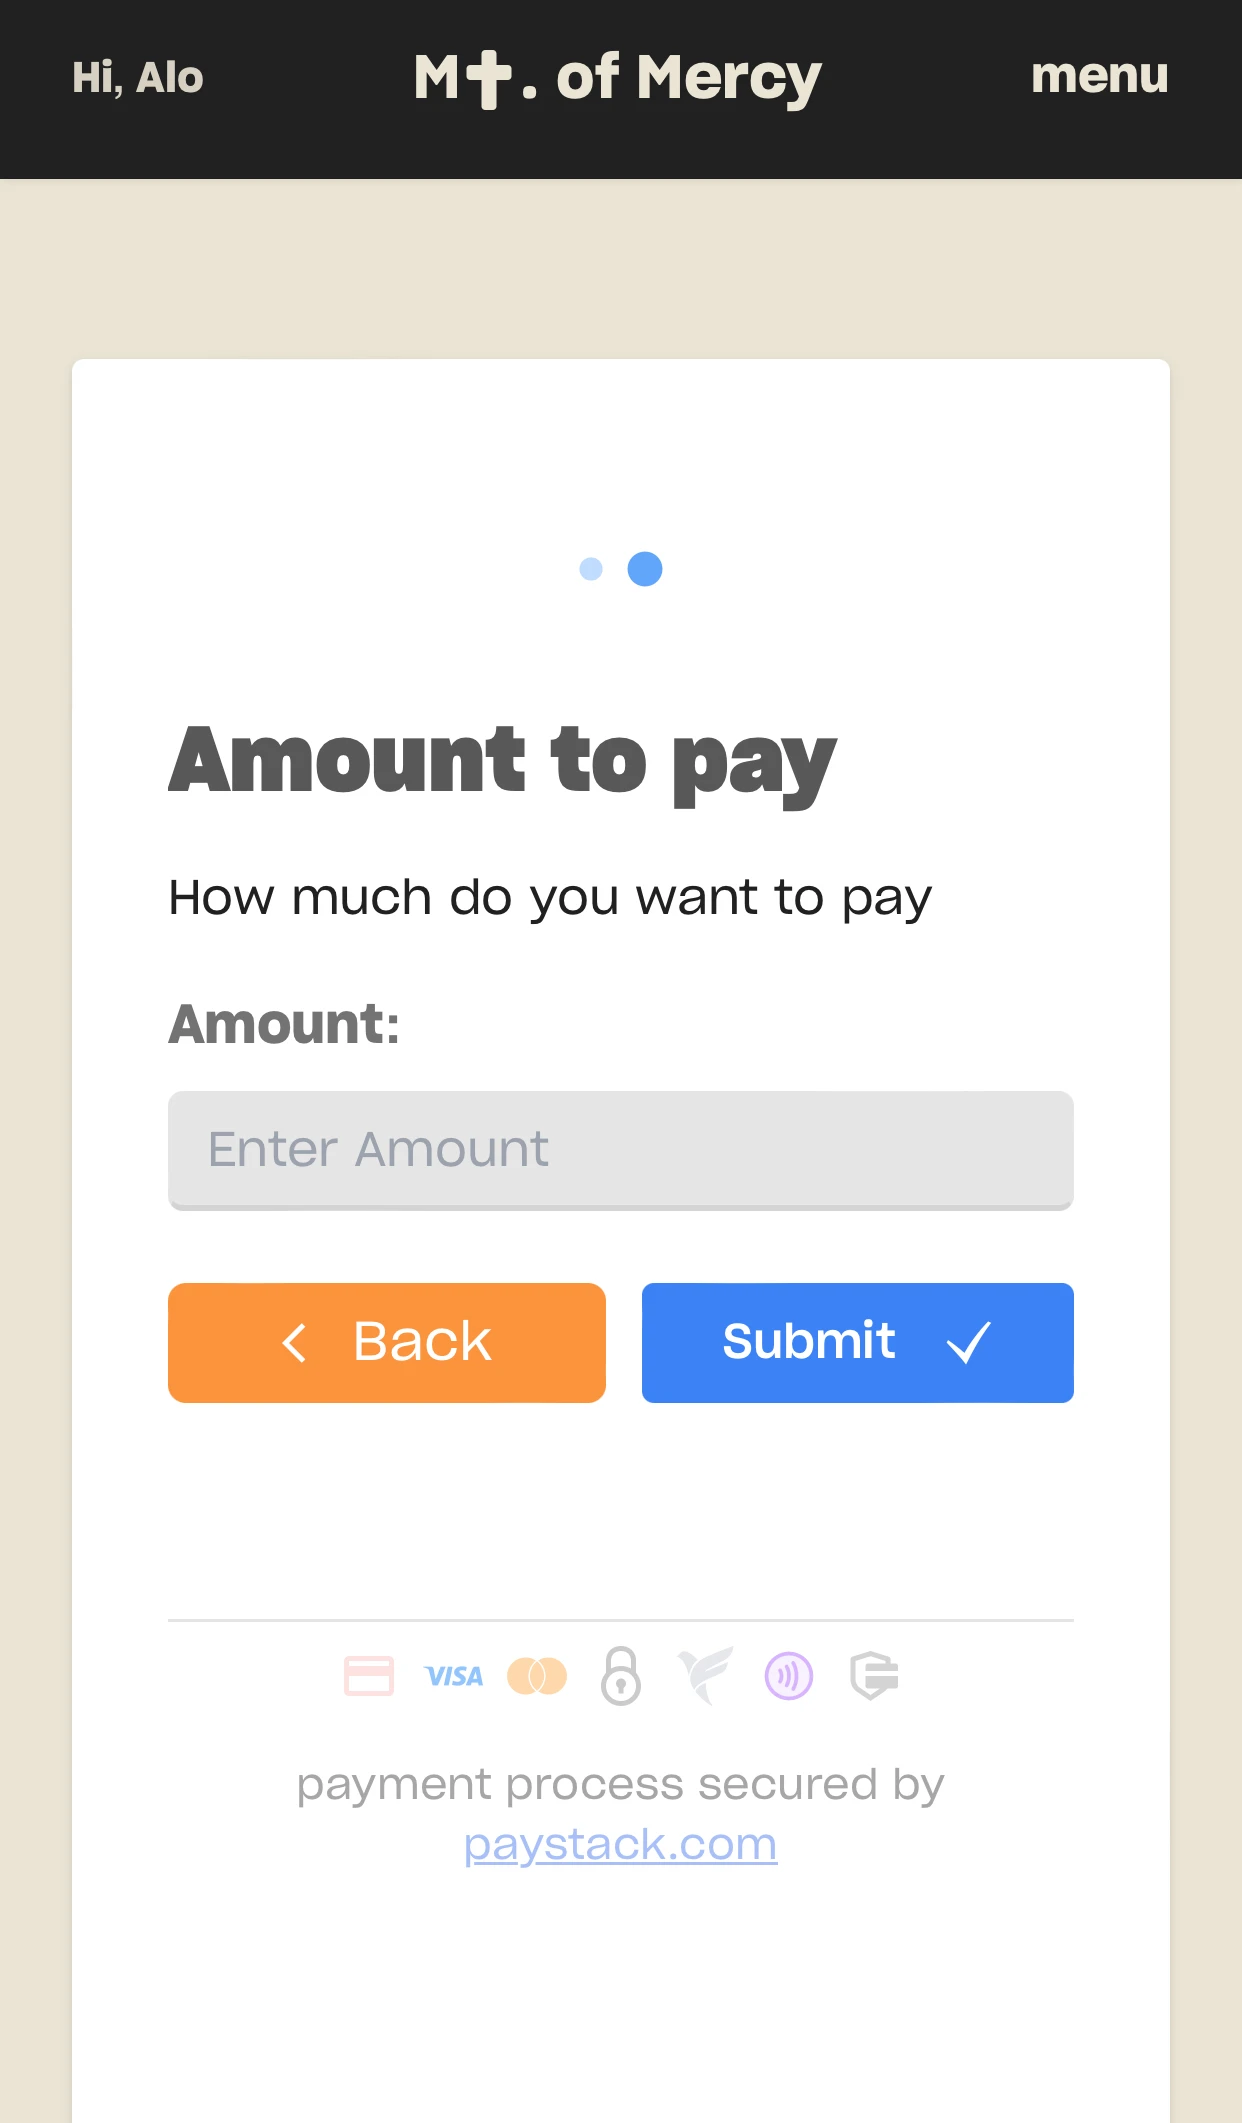 Hi, Alo
M✝. of Mercy
menu
Amount to pay
How much do you want to pay
Amount:
Enter Amount
Back
Submit
VISA
payment process secured by
paystack.com